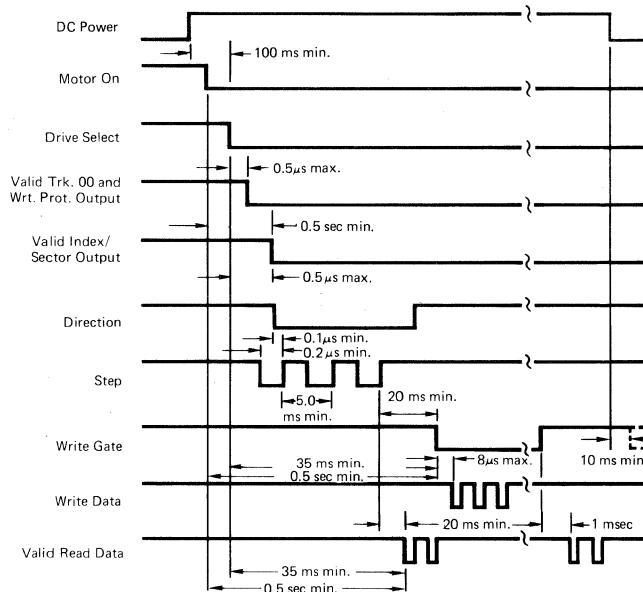 DC Power
100 ms min.
Motor On
Drive Select
0.5μs max.
Valid Trk. 00 and
Wrt. Prot. Output
0.5 sec min.
Valid Index/
Sector Output
0.5μs max.
Direction
0.1μs min.
0.2μs min.
Step
5.0
ms min.
20 ms min.
Write Gate
35 ms min.
0.5 sec min.
8μs max.
10 ms min
Write Data
20 ms min.
1 msec
Valid Read Data
35 ms min.
0.5 sec min.